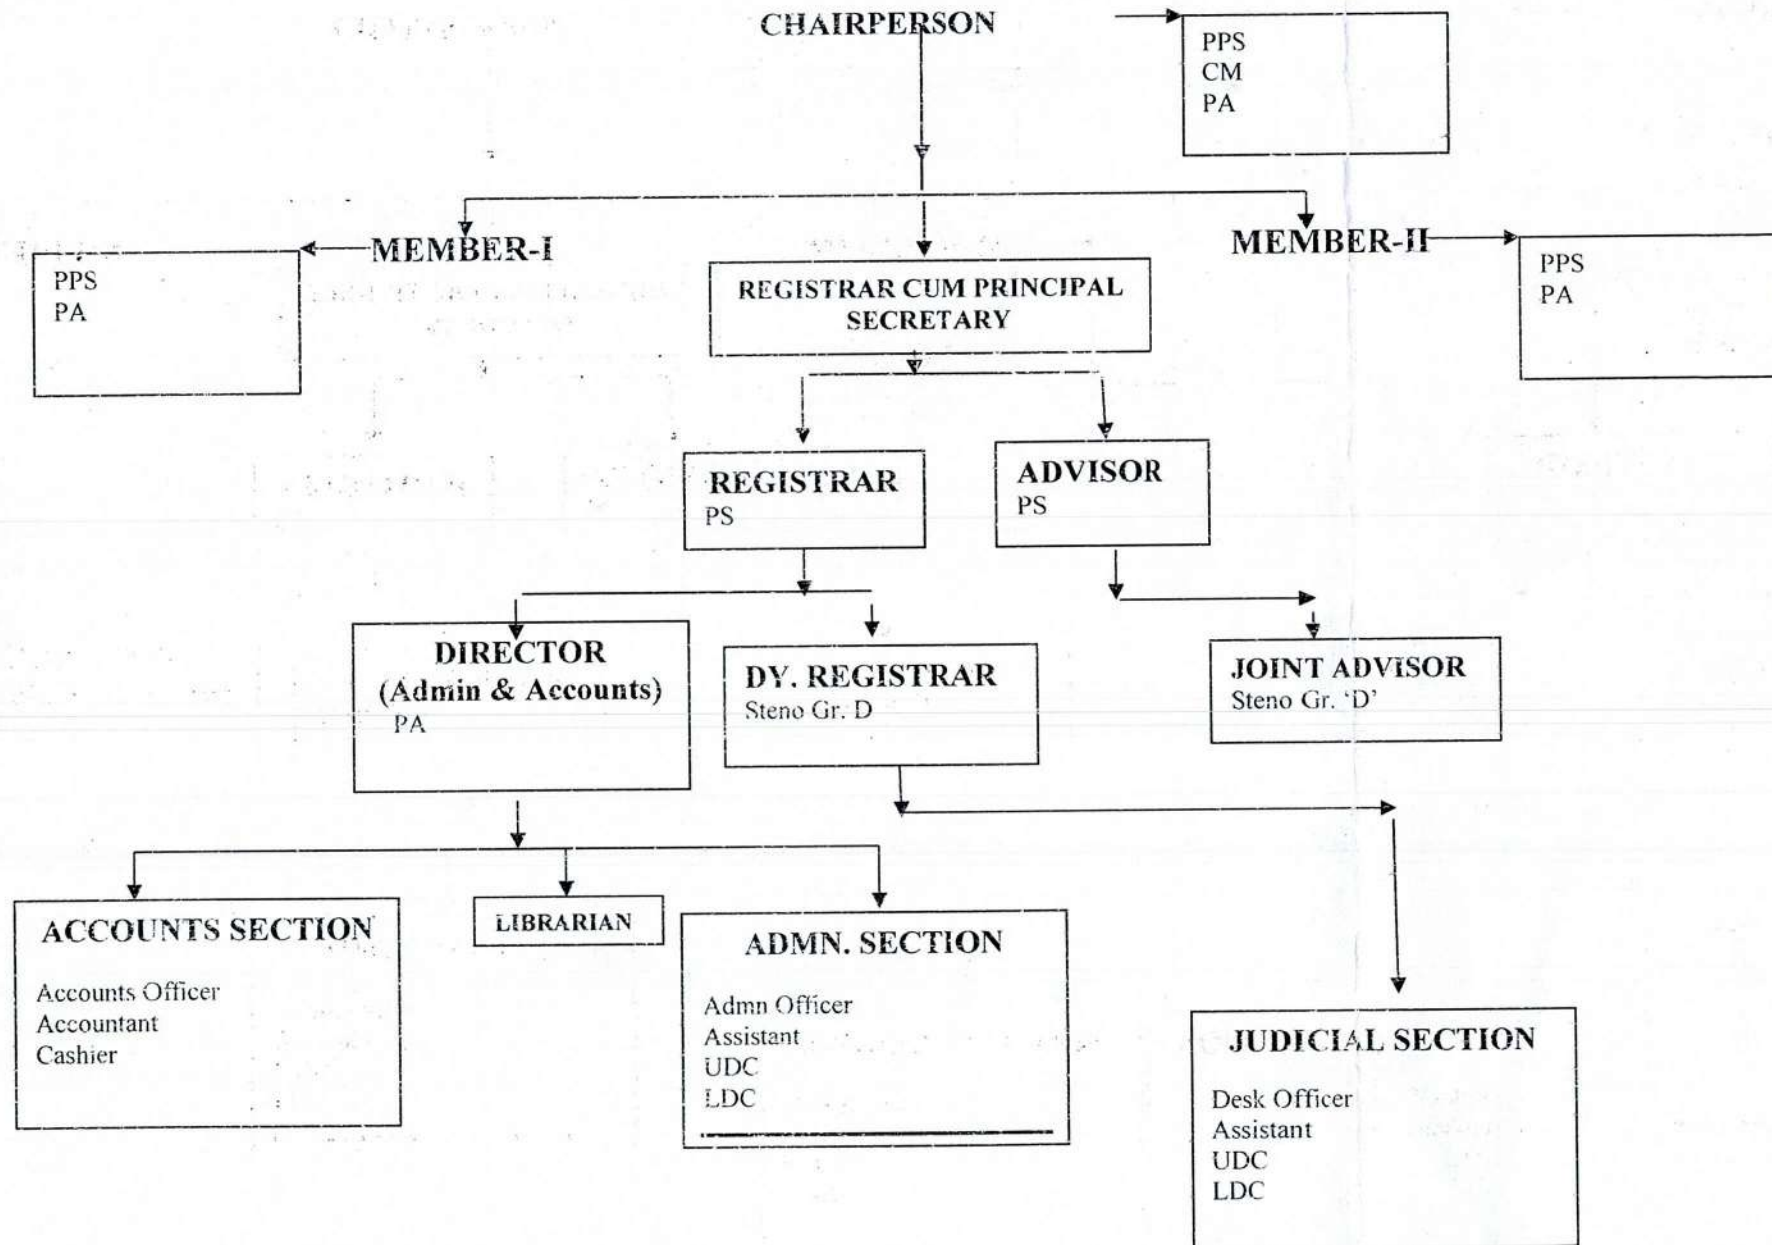 CHAIRPERSON
PPS
CM
PA
MEMBER-I
MEMBER-II
PPS
PA
REGISTRAR CUM PRINCIPAL
SECRETARY
PPS
PA
REGISTRAR
PS
ADVISOR
PS
DIRECTOR
(Admin & Accounts)
PA
DY. REGISTRAR
Steno Gr. D
JOINT ADVISOR
Steno Gr. ‘D’
ACCOUNTS SECTION
Accounts Officer
Accountant
Cashier
LIBRARIAN
ADMN. SECTION
Admn Officer
Assistant
UDC
LDC
JUDICIAL SECTION
Desk Officer
Assistant
UDC
LDC